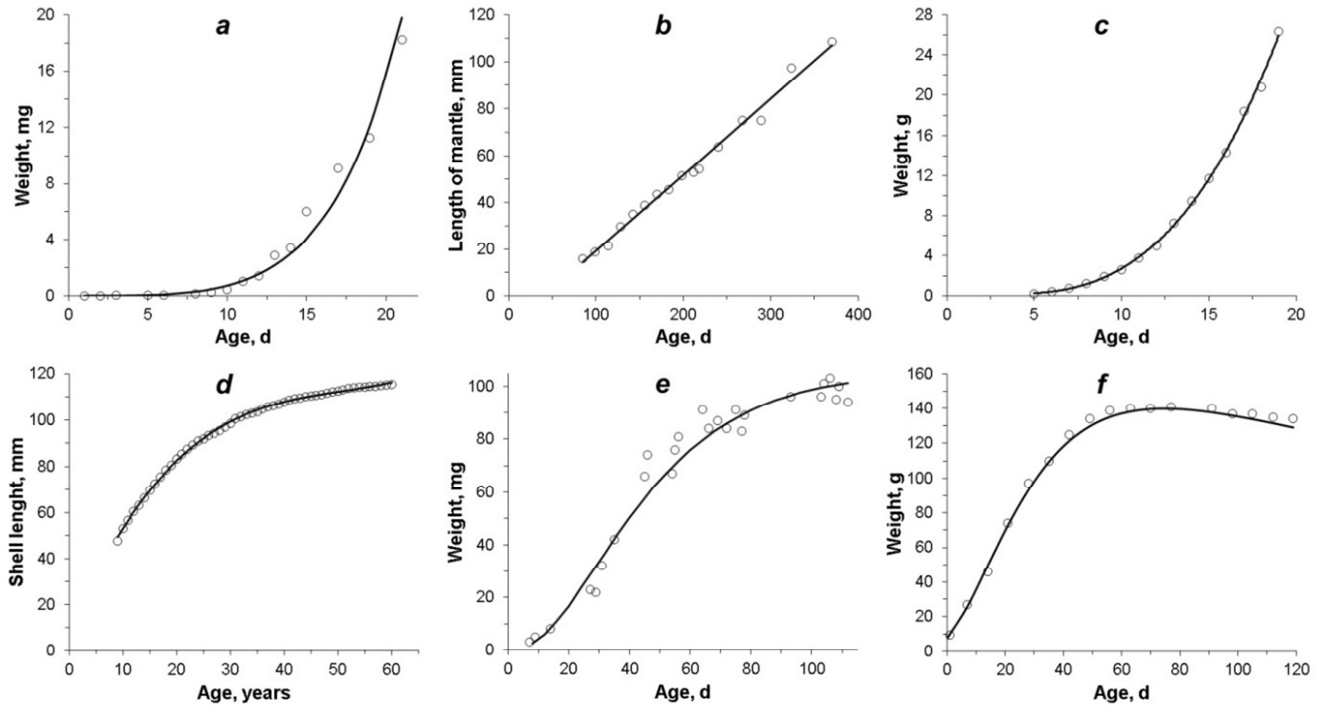 a
Weight, mg
20
16
12
8
4
0
0 5 10 15 20
Age, d
b
Length of mantle, mm
120
100
80
60
40
20
0
0 100 200 300 400
Age, d
c
Weight, g
28
24
20
16
12
8
4
0
0 5 10 15 20
Age, d
d
Shell lenght, mm
120
100
80
60
40
20
0
0 10 20 30 40 50 60
Age, years
e
Weight, mg
100
80
60
40
20
0
0 20 40 60 80 100
Age, d
f
Weight, g
160
140
120
100
80
60
40
20
0
0 20 40 60 80 100 120
Age, d